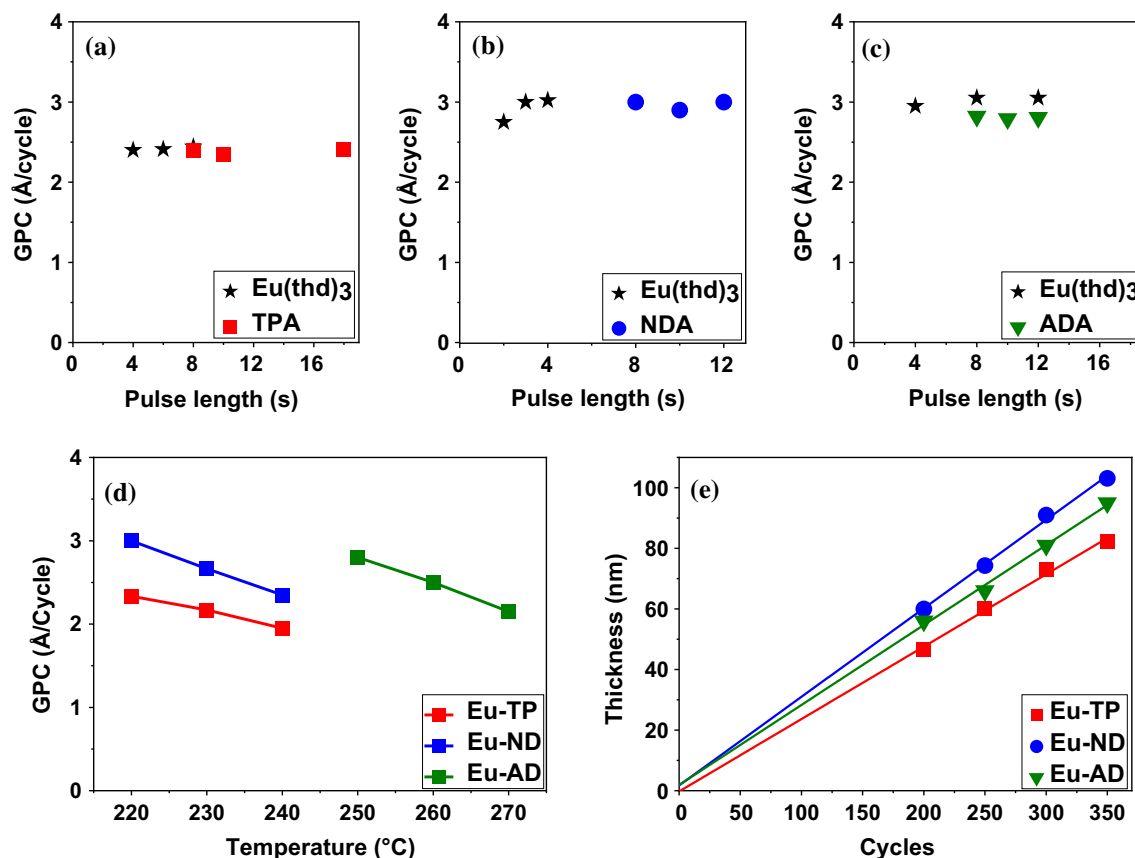 (a)
GPC (Å/cycle)
4
3
2
1
0
0 4 8 12 16
Pulse length (s)
Eu(thd)3
TPA
(b)
GPC (Å/cycle)
4
3
2
1
0
0 4 8 12
Pulse length (s)
Eu(thd)3
NDA
(c)
GPC (Å/cycle)
4
3
2
1
0
0 4 8 12 16
Pulse length (s)
Eu(thd)3
ADA
(d)
GPC (Å/Cycle)
4
3
2
1
0
220 230 240 250 260 270
Temperature (°C)
Eu-TP
Eu-ND
Eu-AD
(e)
Thickness (nm)
100
80
60
40
20
0
0 50 100 150 200 250 300 350
Cycles
Eu-TP
Eu-ND
Eu-AD